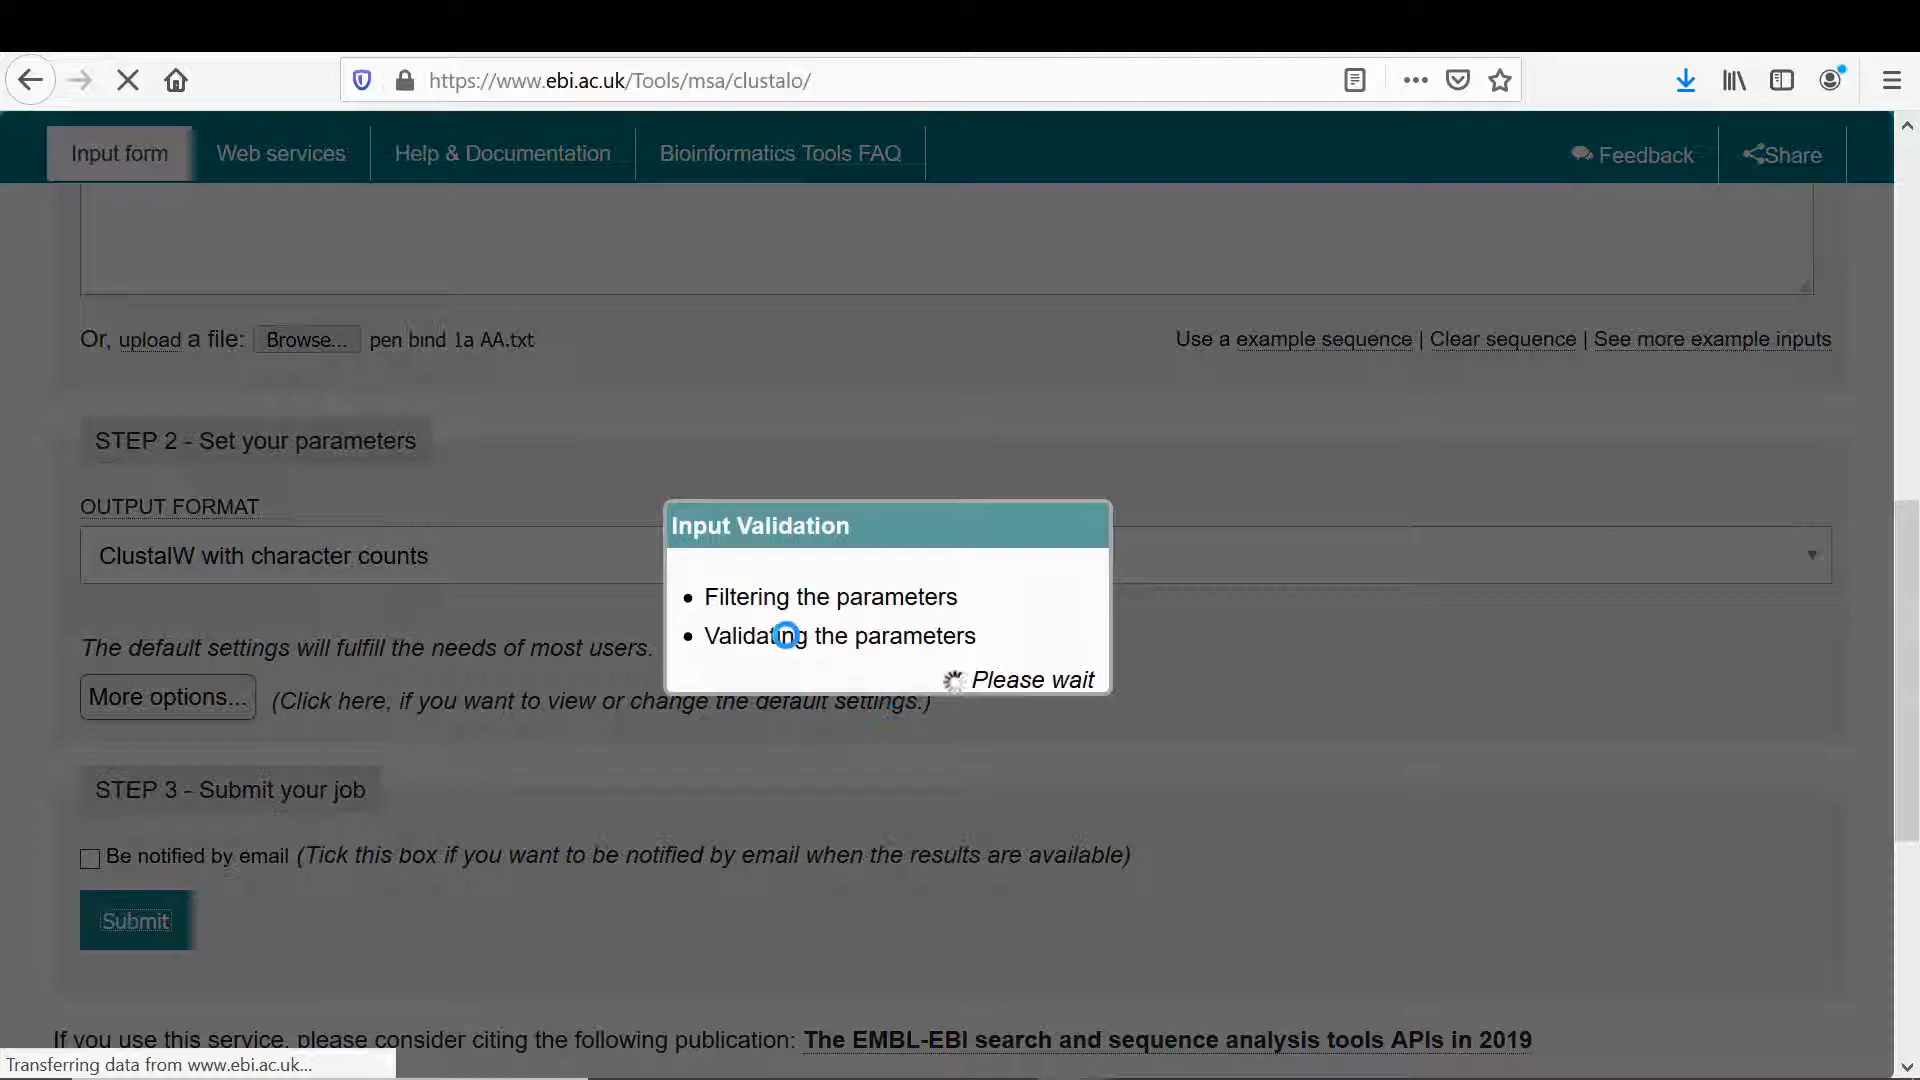 https://www.ebi.ac.uk/Tools/msa/clustalo/
Input form
Web services
Help & Documentation
Bioinformatics Tools FAQ
Feedback
Share
Or, upload a file: Browse... pen bind 1a AA.txt
Use a example sequence | Clear sequence | See more example inputs
STEP 2 - Set your parameters
OUTPUT FORMAT
ClustalW with character counts
Input Validation
Filtering the parameters
Validating the parameters
Please wait
The default settings will fulfill the needs of most users.
More options... (Click here, if you want to view or change the default settings.)
STEP 3 - Submit your job
Be notified by email (Tick this box if you want to be notified by email when the results are available)
Submit
If you use this service, please consider citing the following publication: The EMBL-EBI search and sequence analysis tools APIs in 2019
Transferring data from www.ebi.ac.uk...